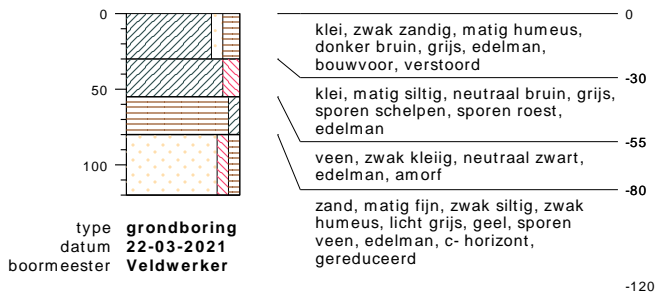 0
50
100
0
klei, zwak zandig, matig humeus,
donker bruin, grijs, edelman,
bouwvoor, verstoord
-30
klei, matig siltig, neutraal bruin, grijs,
sporen schelpen, sporen roest,
edelman
-55
veen, zwak kleiig, neutraal zwart,
edelman, amorf
-80
zand, matig fijn, zwak siltig, zwak
humeus, licht grijs, geel, sporen
veen, edelman, c- horizont,
gereduceerd
-120
type grondboring
datum 22-03-2021
boormeester Veldwerker